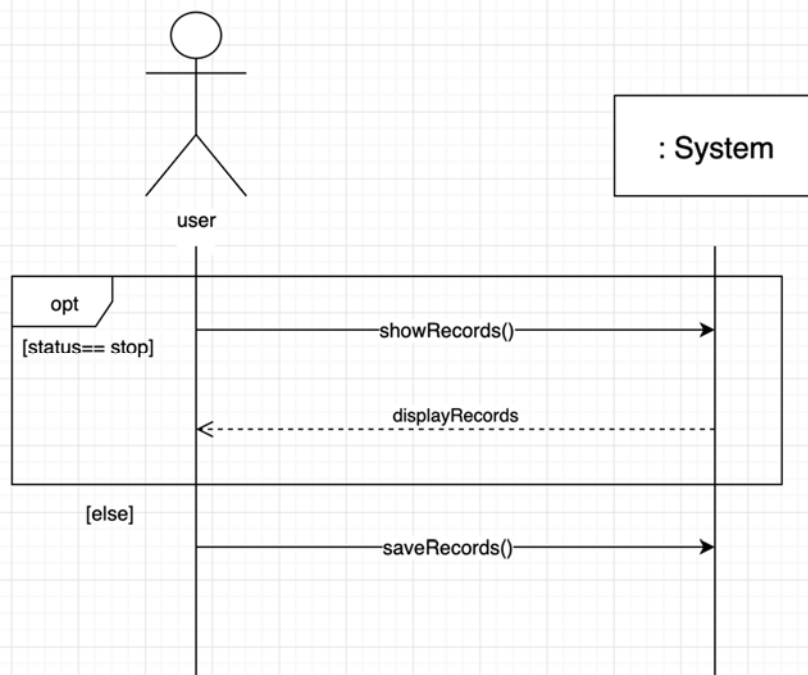 : System
user
opt
[status== stop]
showRecords()
displayRecords
[else]
saveRecords()